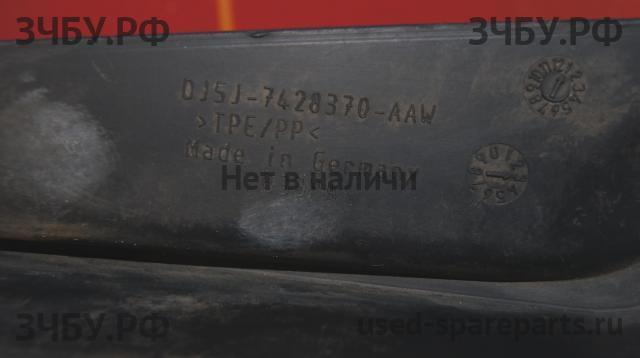 ЗЧБУ.РФ
ЗЧБУ.РФ
DJ5J-7428370-AAW
>TPE/PP<
Made in Germany
Нет в наличи
ЗЧБУ.РФ
used-spareparts.ru